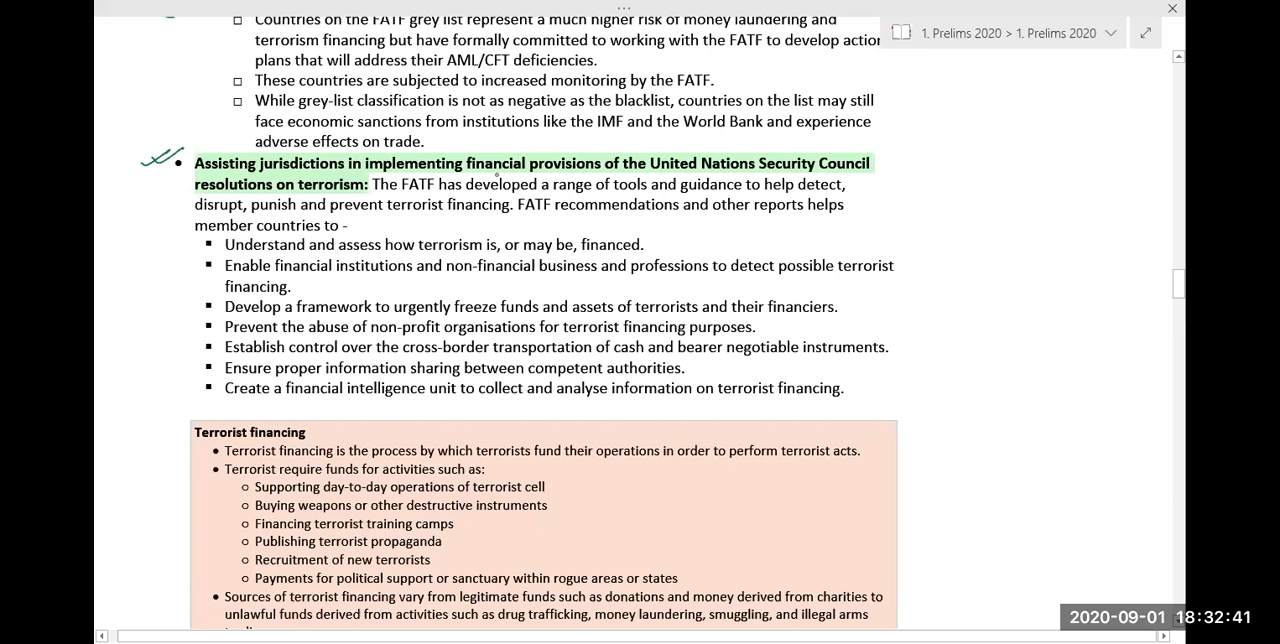 Countries on the FATF grey list represent a much higher risk of money laundering and
terrorism financing but have formally committed to working with the FATF to develop action
plans that will address their AML/CFT deficiencies.
1. Prelims 2020 > 1. Prelims 2020
These countries are subjected to increased monitoring by the FATF.
While grey-list classification is not as negative as the blacklist, countries on the list may still
face economic sanctions from institutions like the IMF and the World Bank and experience
adverse effects on trade.
• Assisting jurisdictions in implementing financial provisions of the United Nations Security Council
resolutions on terrorism: The FATF has developed a range of tools and guidance to help detect,
disrupt, punish and prevent terrorist financing. FATF recommendations and other reports helps
member countries to -
▪ Understand and assess how terrorism is, or may be, financed.
▪ Enable financial institutions and non-financial business and professions to detect possible terrorist
financing.
▪ Develop a framework to urgently freeze funds and assets of terrorists and their financiers.
▪ Prevent the abuse of non-profit organisations for terrorist financing purposes.
▪ Establish control over the cross-border transportation of cash and bearer negotiable instruments.
▪ Ensure proper information sharing between competent authorities.
▪ Create a financial intelligence unit to collect and analyse information on terrorist financing.
Terrorist financing
• Terrorist financing is the process by which terrorists fund their operations in order to perform terrorist acts.
• Terrorist require funds for activities such as:
o Supporting day-to-day operations of terrorist cell
o Buying weapons or other destructive instruments
o Financing terrorist training camps
o Publishing terrorist propaganda
o Recruitment of new terrorists
o Payments for political support or sanctuary within rogue areas or states
• Sources of terrorist financing vary from legitimate funds such as donations and money derived from charities to
unlawful funds derived from activities such as drug trafficking, money laundering, smuggling, and illegal arms
2020-09-01 18:32:41